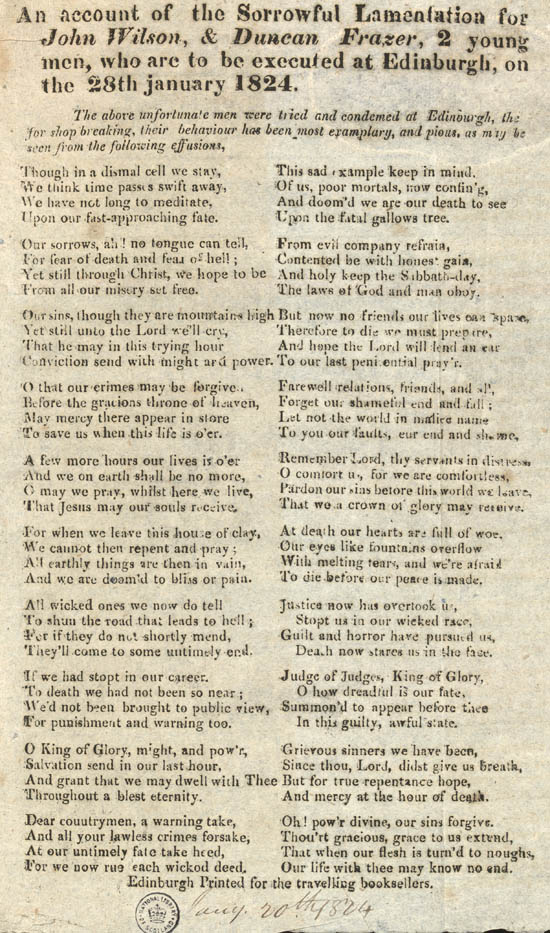 An account of the Sorrowful Lamentation for
John Wilson, & Duncan Frazer, 2 young
men, who are to be executed at Edinburgh, on
the 28th january 1824.
The above unfortunate men were tried and condemed at Edinburgh, the
for shop breaking, their behaviour has been most examplary, and pious, as may be
seen from the following effusions,
Though in a dismal cell we stay,
We think time passes swift away,
We have not long to meditate,
Upon our fast-approaching fate.
Our sorrows, ah! no tongue can tell,
For fear of death and fear of hell;
Yet still through Christ, we hope to be
From all our misery set free.
Our sins, though they are mountains high
Yet still unto the Lord we'll cry,
That he may in this trying hour
Conviction send with might and power.
O that our crimes may be forgive
Before the gracious throne of heaven,
May mercy there appear in store
To save us when this life is o'er.
A few more hours our lives is o'er
And we on earth shall be no more,
O may we pray, whilst here we live,
That Jesus may our souls receive.
For when we leave this house of clay,
We cannot then repent and pray;
All earthly things are then in vain,
And we are doom'd to bliss or pain.
All wicked ones we now do tell
To shun the road that leads to hell;
For if they do not shortly mend,
They'll come to some untimely end.
If we had stopt in our career.
To death we had not been so near;
We'd not been brought to public view,
For punishment and warning too.
O King of Glory, might, and pow'r,
Salvation send in our last hour,
And grant that we may dwell with Thee
Throughout a blest eternity.
Dear couutrymen, a warning take,
And all your lawless crimes forsake,
At our untimely fate take heed,
For we now rue each wicked deed.
This sad example keep in mind.
Of us, poor mortals, now confin'g,
And doom'd we are our death to see
Upon the fatal gallows tree.
From evil company refrain,
Contented be with honest gain,
And holy keep the Sabbath-day,
The laws of God and man obey.
But now no friends our lives can spare,
Therefore to die we must prepare,
And hope the Lord will lend an ear
To our last penitential pray'r.
Farewell relations, friends, and all,
Forget our shameful end and fall;
Let not the world in malice name
To you our faults, our end and shame,
Remember Lord, thy servants in distress,
O comfort us, for we are comfortless,
Pardon our sins before this world we leave,
That we a crown of glory may receive.
At death our hearts are full of woe,
Our eyes like fountains overflow
With melting tears, and we're afraid
To die before our peace is made.
Justice now has overtook us,
Stopt us in our wicked race,
Guilt and horror have pursued us,
Death now stares us in the face.
Judge of Judges, King of Glory,
O how dreadful is our fate,
Summon'd to appear before thee
In this guilty, awful state.
Grievous sinners we have been,
Since thou, Lord, didst give us breath,
But for true repentance hope,
And mercy at the hour of death.
Oh! pow'r divine, our sins forgive.
Thou'rt gracious, grace to us extend,
That when our flesh is turn'd to noughs,
Our life with thee may know no end.
Edinburgh Printed for the travelling booksellers.
Jany. 20th 1824